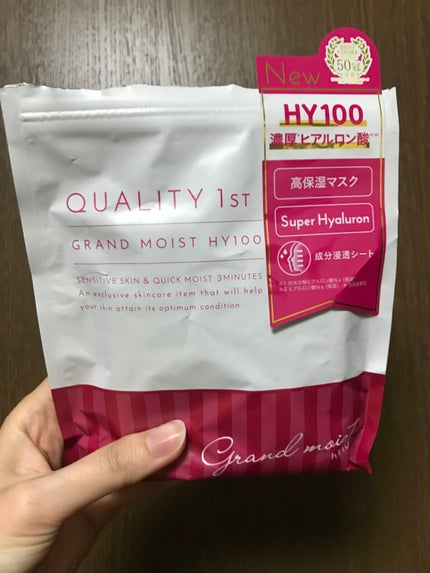 New
50
HY100
濃厚ヒアルロン酸
高保湿マスク
Super Hyaluron
成分浸透シート
QUALITY 1ST
GRAND MOIST HY100
SENSITIVE SKIN & QUICK MOIST 3MINUTES
An exclusive skincare item that will help
your skin attain its optimum condition
Grand moist